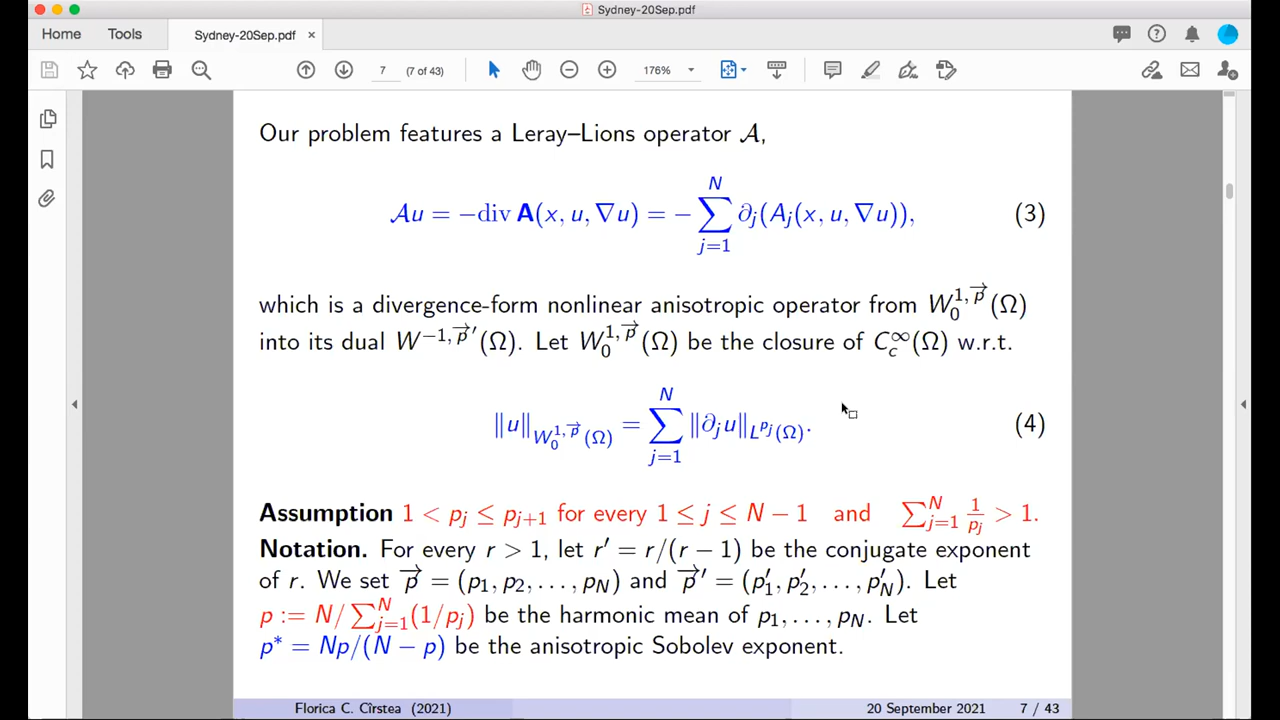 Sydney-20Sep.pdf
Home Tools Sydney-20Sep.pdf ×
7 (7 of 43) 176%
Our problem features a Leray–Lions operator 𝒜,
𝒜u = −div A(x, u, ∇u) = − ∑_{j=1}^{N} ∂_j(A_j(x, u, ∇u)), (3)
which is a divergence-form nonlinear anisotropic operator from W_0^{1,p⃗}(Ω)
into its dual W^{−1,p⃗′}(Ω). Let W_0^{1,p⃗}(Ω) be the closure of C_c^∞(Ω) w.r.t.
‖u‖_{W_0^{1,p⃗}(Ω)} = ∑_{j=1}^{N} ‖∂_j u‖_{L^{p_j}(Ω)}. (4)
Assumption 1 < p_j ≤ p_{j+1} for every 1 ≤ j ≤ N − 1 and ∑_{j=1}^{N} 1/p_j > 1.
Notation. For every r > 1, let r′ = r/(r − 1) be the conjugate exponent
of r. We set p⃗ = (p_1, p_2, . . . , p_N) and p⃗′ = (p′_1, p′_2, . . . , p′_N). Let
p := N/ ∑_{j=1}^{N}(1/p_j) be the harmonic mean of p_1, . . . , p_N. Let
p* = Np/(N − p) be the anisotropic Sobolev exponent.
Florica C. Cîrstea (2021) 20 September 2021 7 / 43